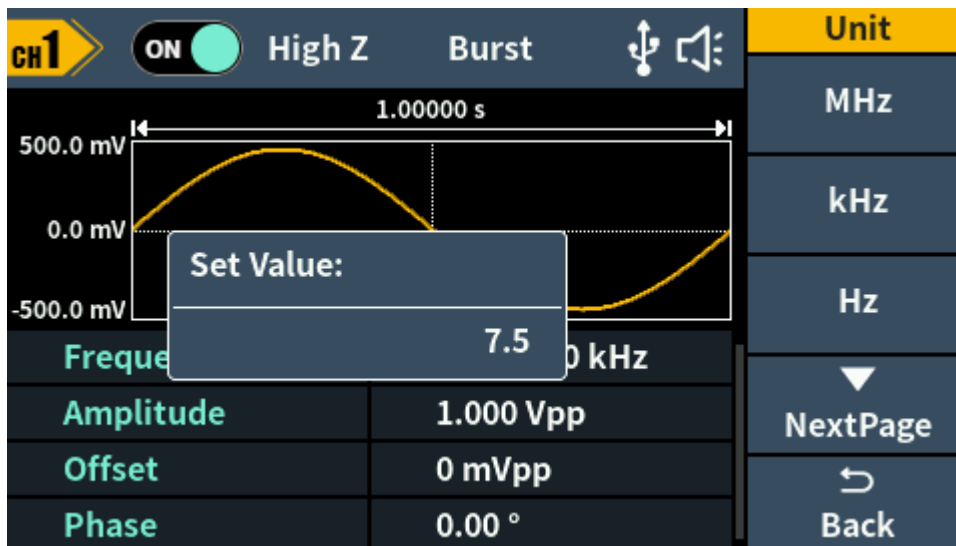 CH1 ON High Z Burst
1.00000 s
500.0 mV
0.0 mV
-500.0 mV
Set Value:
7.5
Freque 0 kHz
Amplitude 1.000 Vpp
Offset 0 mVpp
Phase 0.00 °
Unit
MHz
kHz
Hz
NextPage
Back